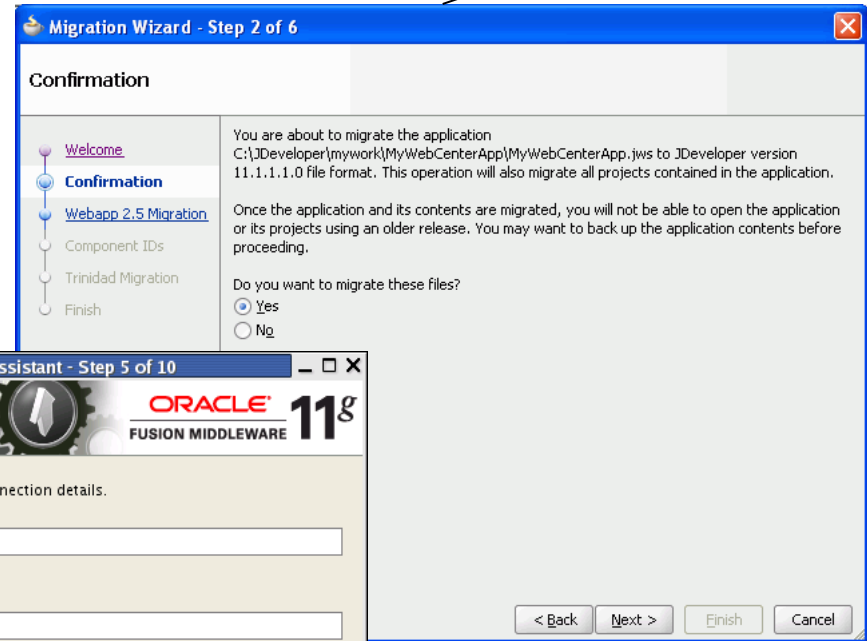 Migration Wizard - Step 2 of 6
Confirmation
Welcome
Confirmation
Webapp 2.5 Migration
Component IDs
Trinidad Migration
Finish
You are about to migrate the application
C:\JDeveloper\mywork\MyWebCenterApp\MyWebCenterApp.jws to JDeveloper version
11.1.1.1.0 file format. This operation will also migrate all projects contained in the application.
Once the application and its contents are migrated, you will not be able to open the application
or its projects using an older release. You may want to back up the application contents before
proceeding.
Do you want to migrate these files?
Yes
No
- Step 5 of 10
ORACLE
FUSION MIDDLEWARE 11g
details.
< Back Next > Finish Cancel